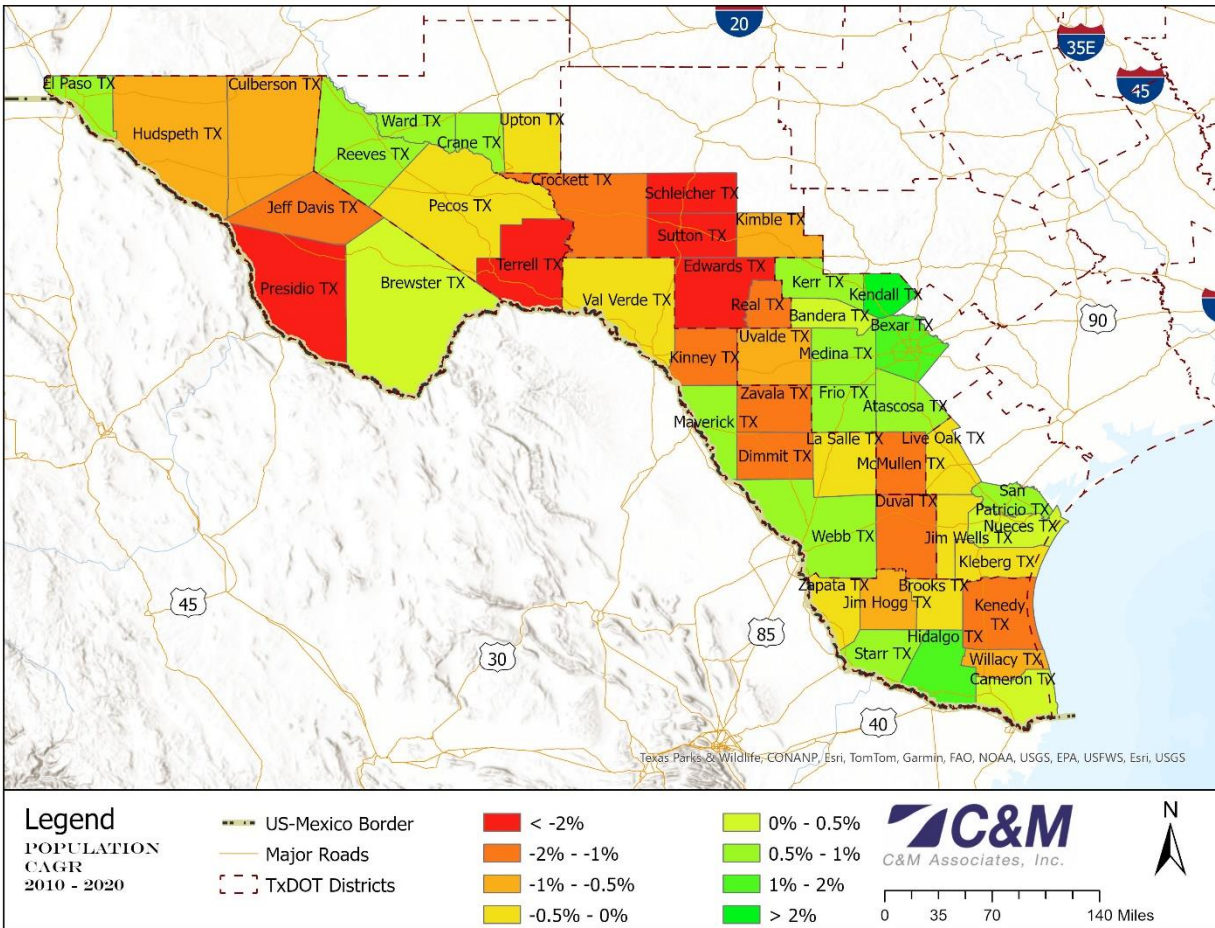 20
35E
45
El Paso TX
Culberson TX
Hudspeth TX
Ward TX
Upton TX
Crane TX
Reeves TX
Crockett TX
Schleicher TX
Jeff Davis TX
Pecos TX
Kimble TX
Sutton TX
Terrell TX
Edwards TX
Presidio TX
Brewster TX
Kerr TX
Kendall TX
Val Verde TX
Real TX
Bandera TX
Bexar TX
90
Uvalde TX
Medina TX
Kinney TX
Zavala TX
Frio TX
Atascosa TX
Maverick TX
La Salle TX
Live Oak TX
Dimmit TX
McMullen TX
San
Patricio TX
Duval TX
Nueces TX
Webb TX
Jim Wells TX
Kleberg TX
Zapata TX
Brooks TX
45
Jim Hogg TX
Kenedy
TX
85
Hidalgo TX
30
Starr TX
Willacy TX
Cameron TX
40
Texas Parks & Wildlife, CONANP, Esri, TomTom, Garmin, FAO, NOAA, USGS, EPA, USFWS, Esri, USGS
Legend
POPULATION
CAGR
2010 - 2020
US-Mexico Border
Major Roads
TxDOT Districts
< -2%
-2% - -1%
-1% - -0.5%
-0.5% - 0%
0% - 0.5%
0.5% - 1%
1% - 2%
> 2%
C&M
C&M Associates, Inc.
N
0 35 70 140 Miles